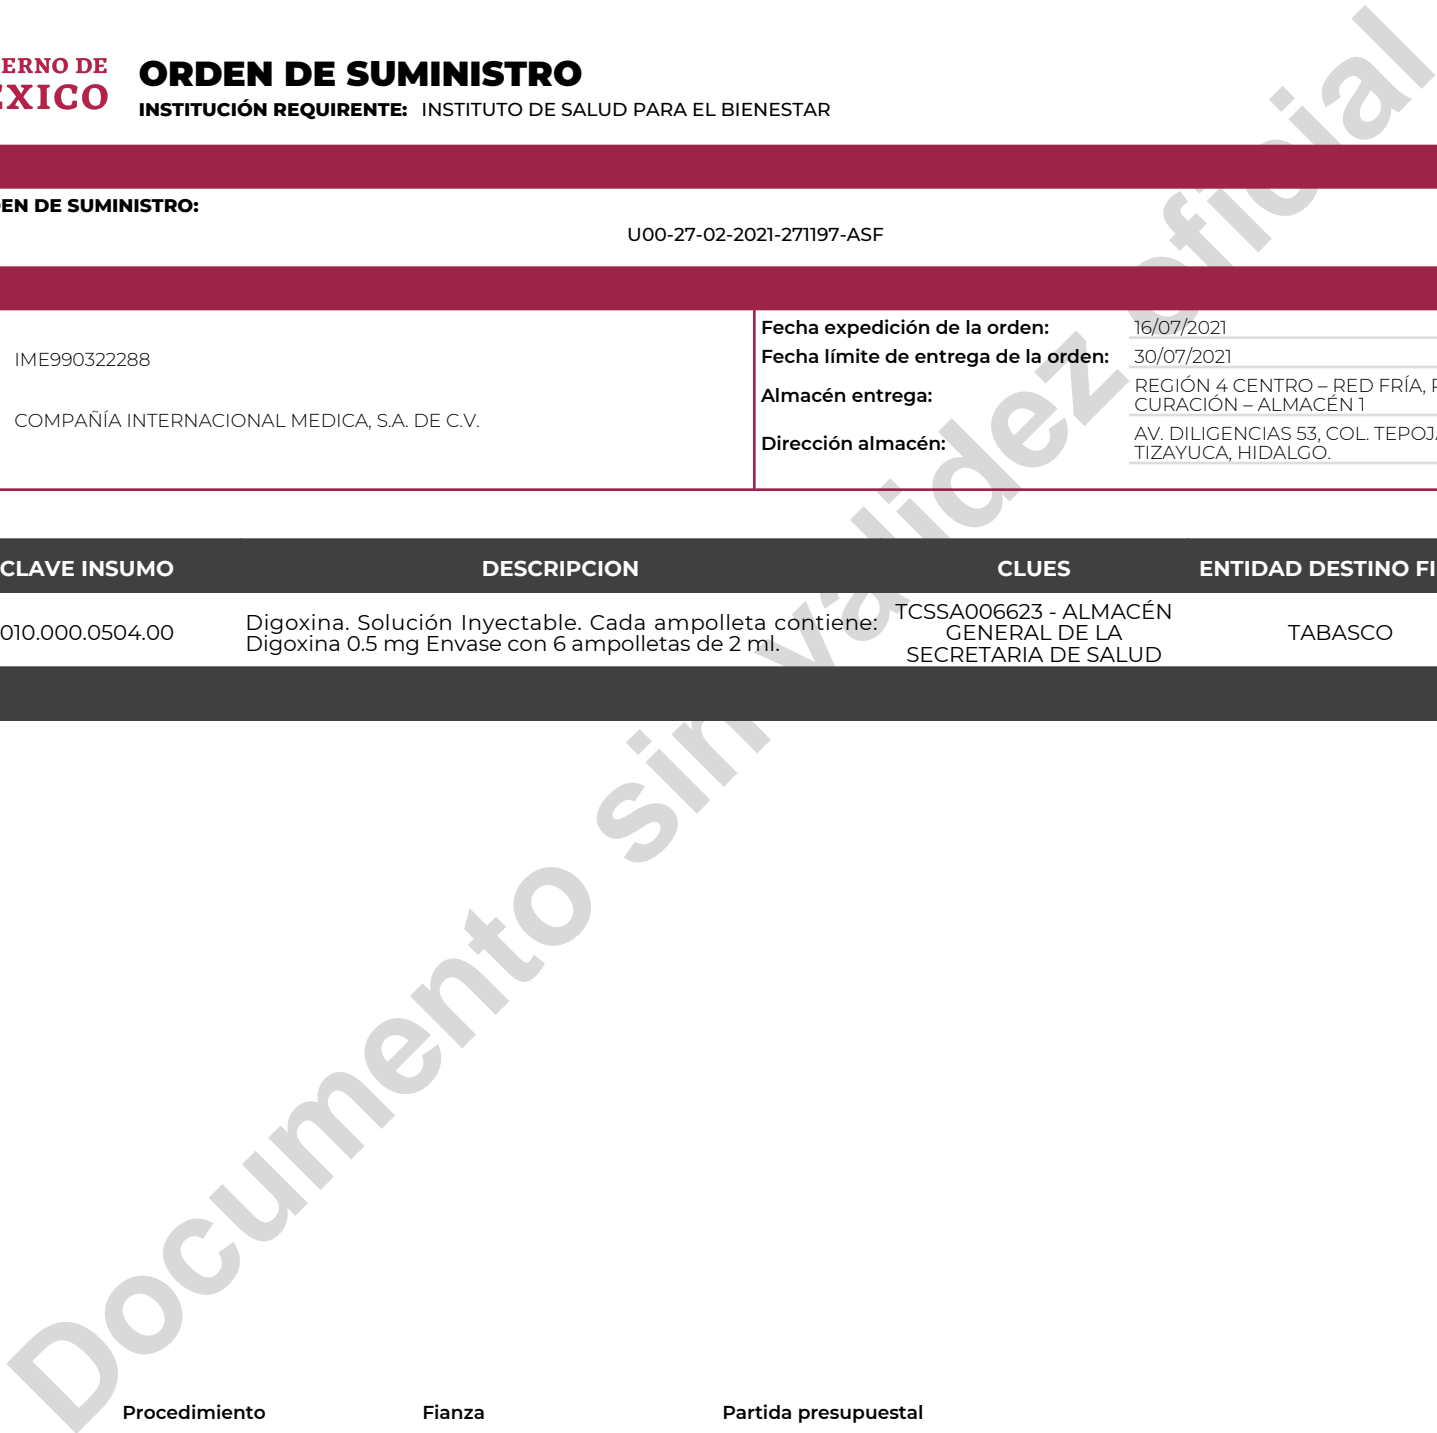 ERNO DE
XICO
ORDEN DE SUMINISTRO
INSTITUCIÓN REQUIRENTE: INSTITUTO DE SALUD PARA EL BIENESTAR
EN DE SUMINISTRO:
U00-27-02-2021-271197-ASF
IME990322288
COMPAÑÍA INTERNACIONAL MEDICA, S.A. DE C.V.
Fecha expedición de la orden: 16/07/2021
Fecha límite de entrega de la orden: 30/07/2021
Almacén entrega: REGIÓN 4 CENTRO – RED FRÍA,
CURACIÓN – ALMACÉN 1
Dirección almacén: AV. DILIGENCIAS 53, COL. TEPOJ
TIZAYUCA, HIDALGO.
CLAVE INSUMO DESCRIPCION CLUES ENTIDAD DESTINO FI
010.000.0504.00
Digoxina. Solución Inyectable. Cada ampolleta contiene:
Digoxina 0.5 mg Envase con 6 ampolletas de 2 ml.
TCSSA006623 - ALMACÉN
GENERAL DE LA
SECRETARIA DE SALUD
TABASCO
Documento sin validez oficial
Procedimiento Fianza Partida presupuestal